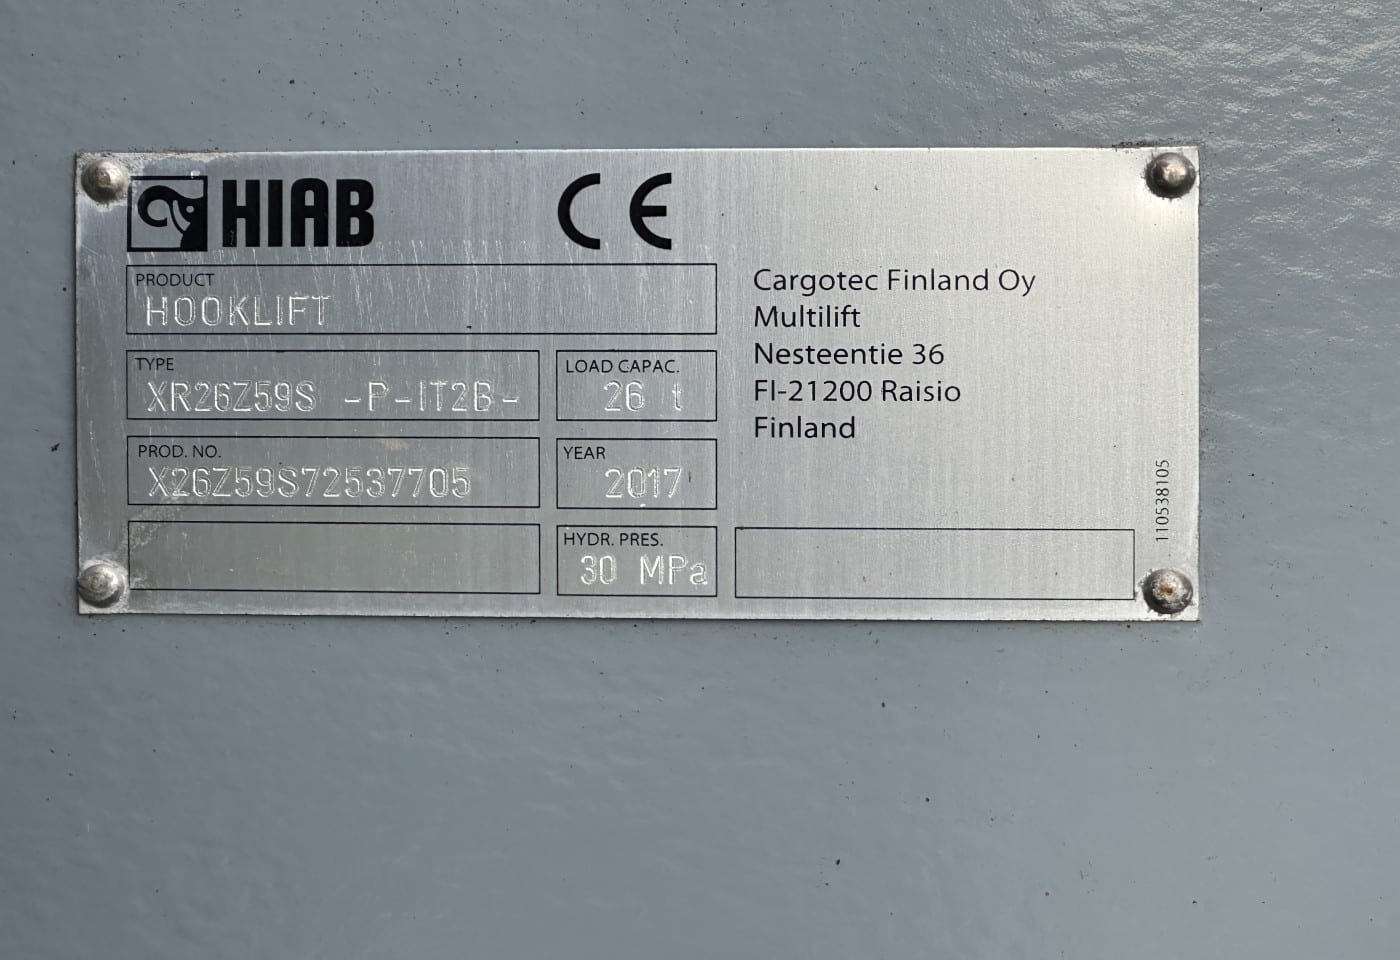 HIAB
CE
PRODUCT
HOOKLIFT
TYPE
XR26Z59S -P-IT2B-
LOAD CAPAC.
26 t
PROD. NO.
X26Z59S72537705
YEAR
2017
HYDR. PRES.
30 MPa
Cargotec Finland Oy
Multilift
Nesteentie 36
FI-21200 Raisio
Finland
110538105